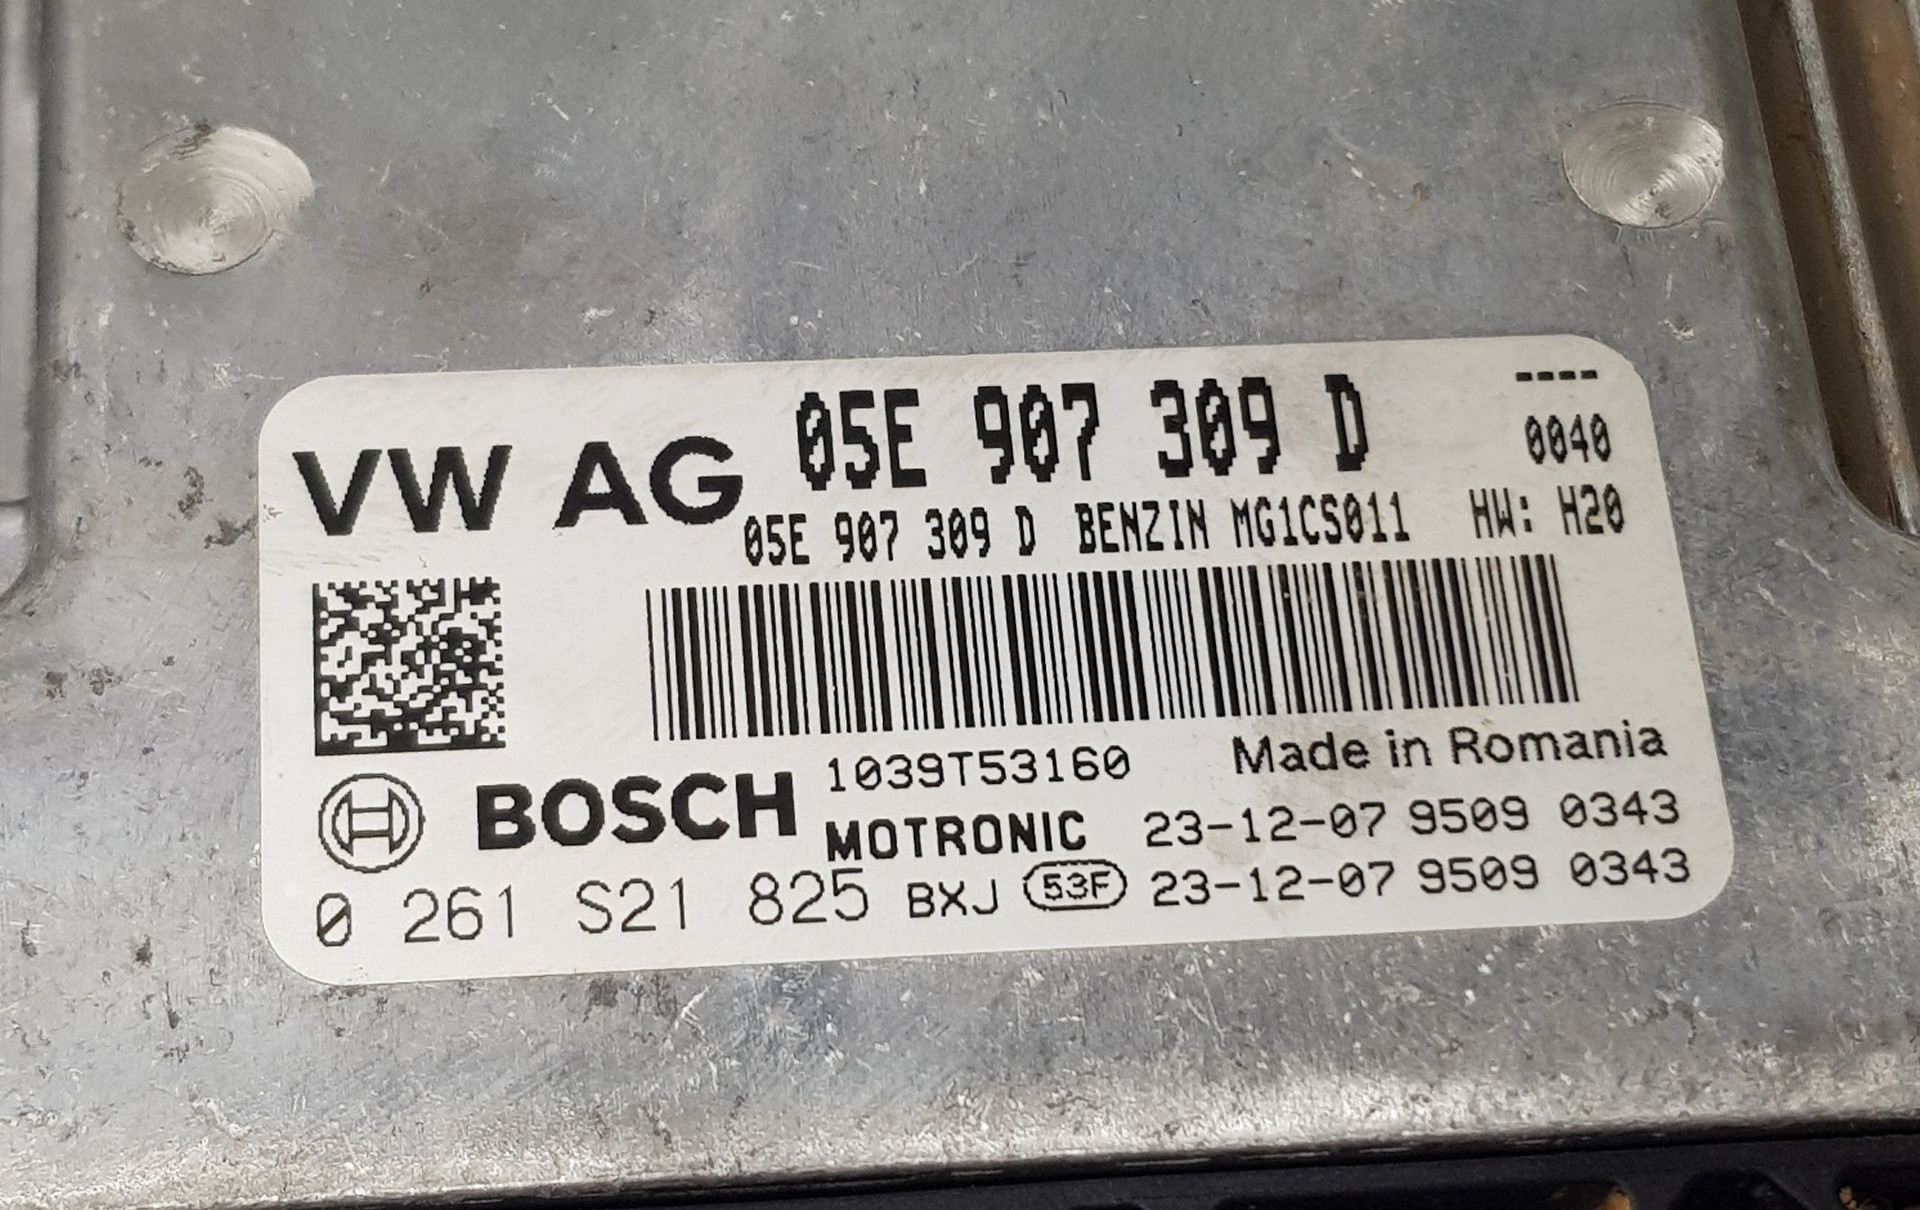 VW AG 05E 907 309 D ----
0040
05E 907 309 D BENZIN MG1CS011 HW: H20
1039T53160 Made in Romania
BOSCH MOTRONIC 23-12-07 9509 0343
0 261 S21 825 BXJ 53F 23-12-07 9509 0343